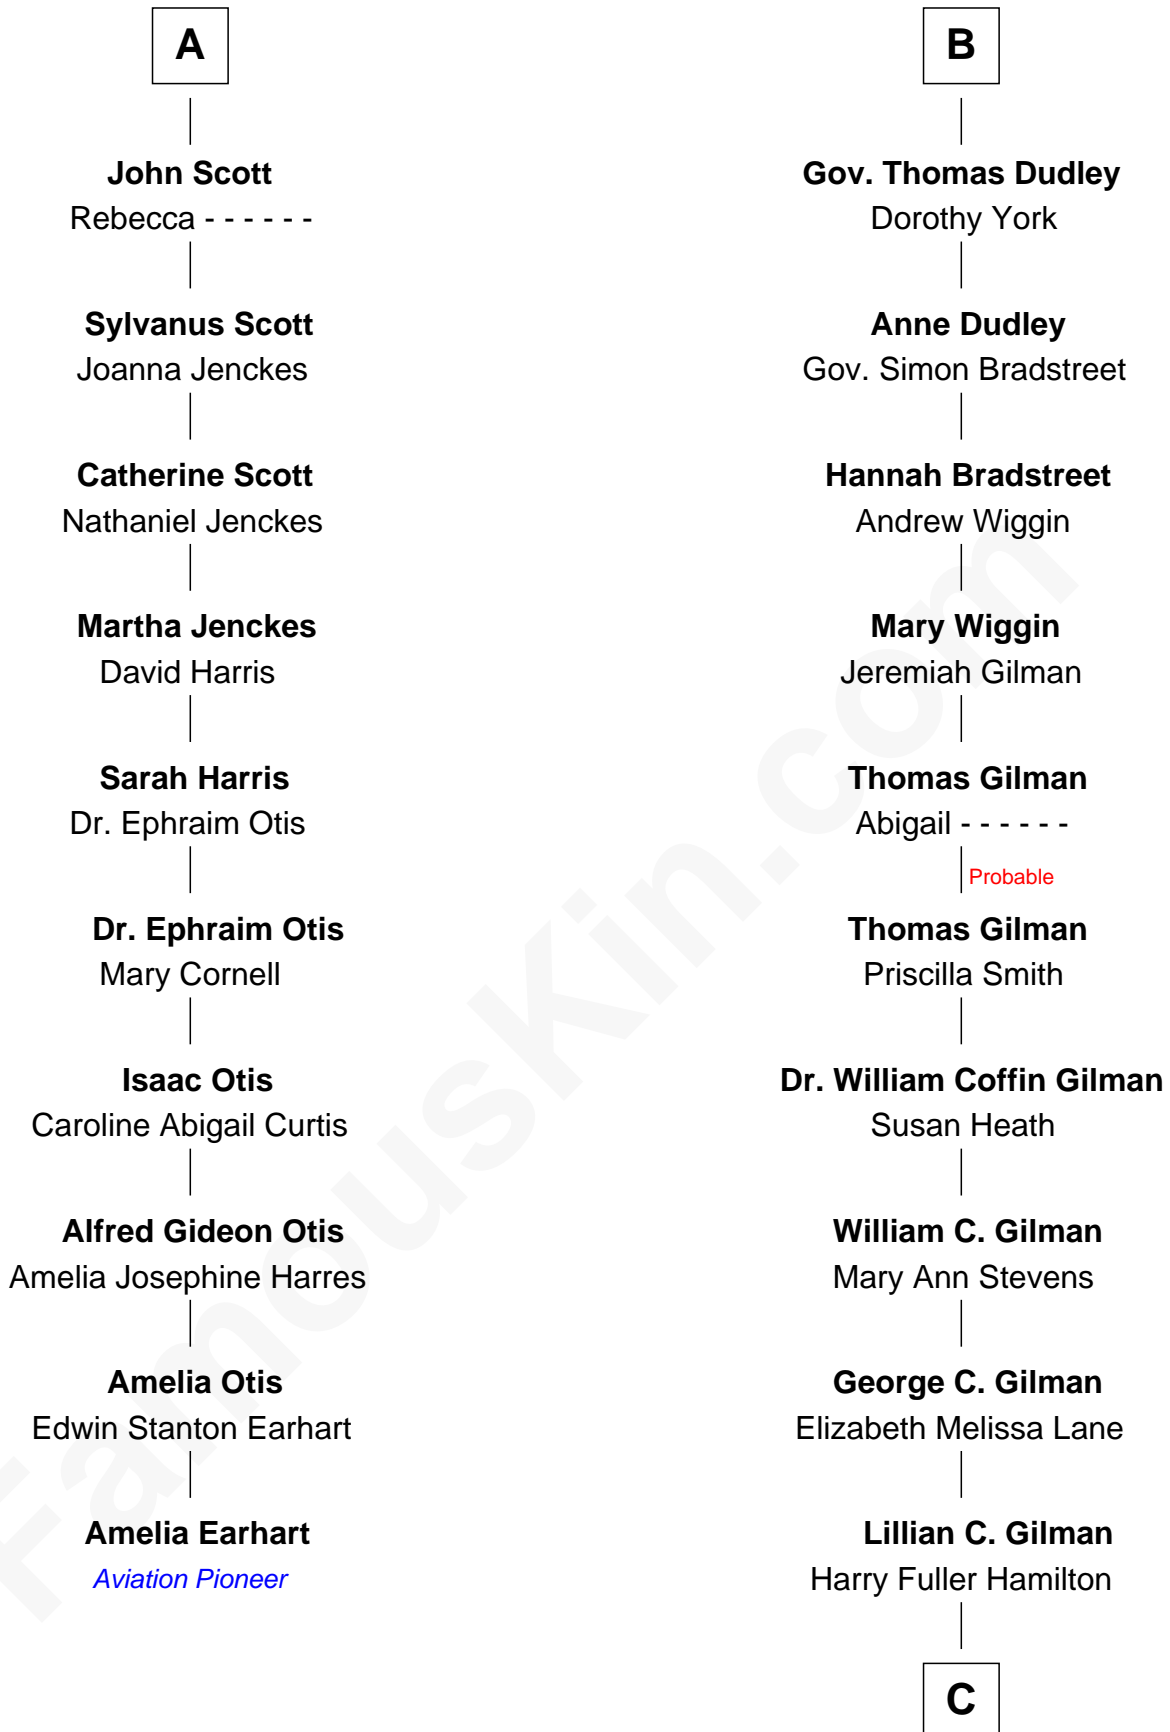 A
John Scott
Rebecca - - - - - -
Sylvanus Scott
Joanna Jenckes
Catherine Scott
Nathaniel Jenckes
Martha Jenckes
David Harris
Sarah Harris
Dr. Ephraim Otis
Dr. Ephraim Otis
Mary Cornell
Isaac Otis
Caroline Abigail Curtis
Alfred Gideon Otis
Amelia Josephine Harres
Amelia Otis
Edwin Stanton Earhart
Amelia Earhart
Aviation Pioneer
B
Gov. Thomas Dudley
Dorothy York
Anne Dudley
Gov. Simon Bradstreet
Hannah Bradstreet
Andrew Wiggin
Mary Wiggin
Jeremiah Gilman
Thomas Gilman
Abigail - - - - - -
Probable
Thomas Gilman
Priscilla Smith
Dr. William Coffin Gilman
Susan Heath
William C. Gilman
Mary Ann Stevens
George C. Gilman
Elizabeth Melissa Lane
Lillian C. Gilman
Harry Fuller Hamilton
C
FamousKin.com